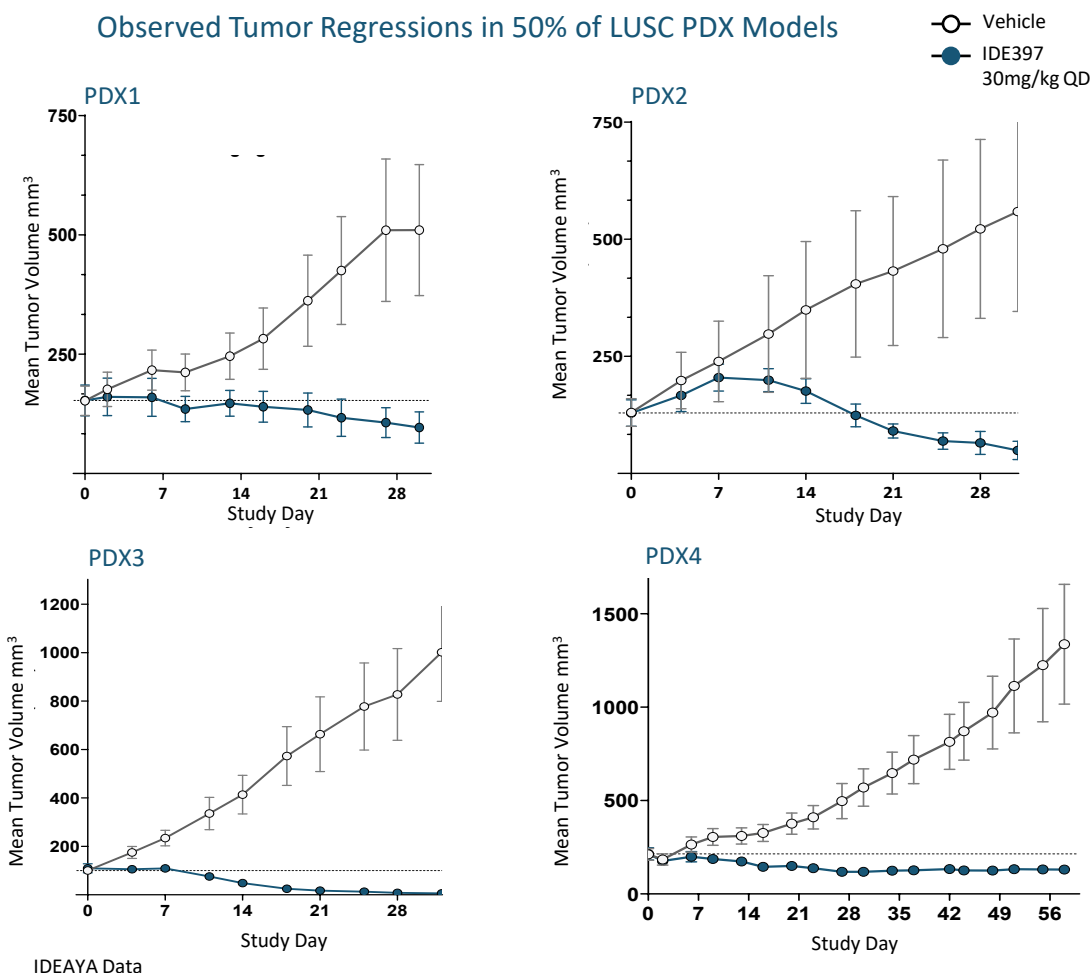 Observed Tumor Regressions in 50% of LUSC PDX Models
Vehicle
IDE397
30mg/kg QD
PDX1
Mean Tumor Volume mm³
750
500
250
0 7 14 21 28
Study Day
PDX2
Mean Tumor Volume mm³
750
500
250
0 7 14 21 28
Study Day
PDX3
Mean Tumor Volume mm³
1200
1000
800
600
400
200
0 7 14 21 28
Study Day
PDX4
Mean Tumor Volume mm³
1500
1000
500
0
0 7 14 21 28 35 42 49 56
Study Day
IDEAYA Data